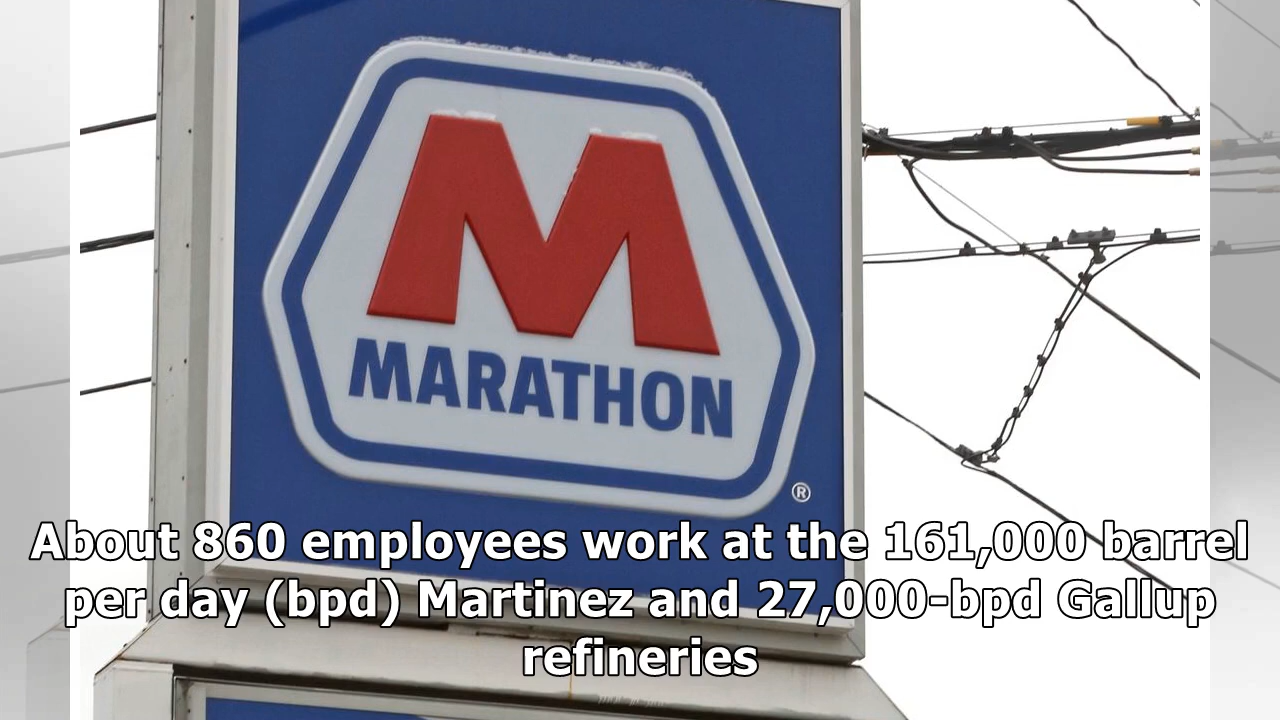 M
MARATHON
®
About 860 employees work at the 161,000 barrel
per day (bpd) Martinez and 27,000-bpd Gallup
refineries